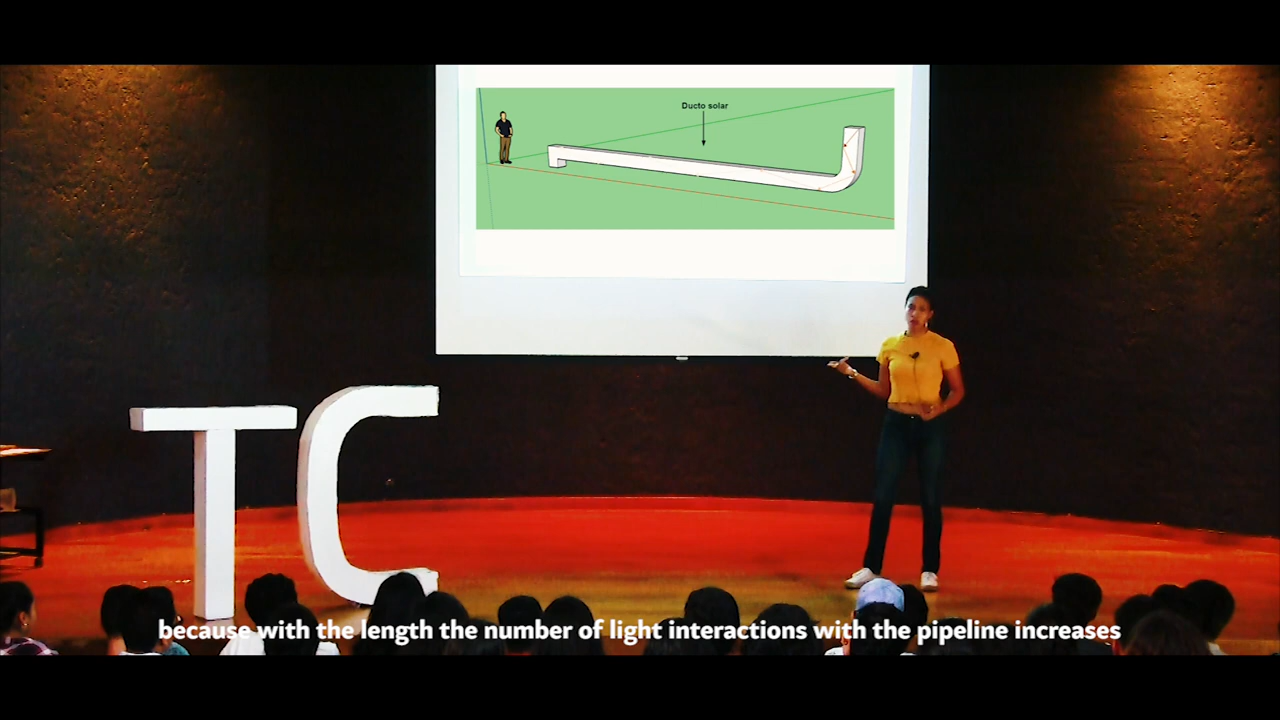 Ducto solar
TC
because with the length the number of light interactions with the pipeline increases